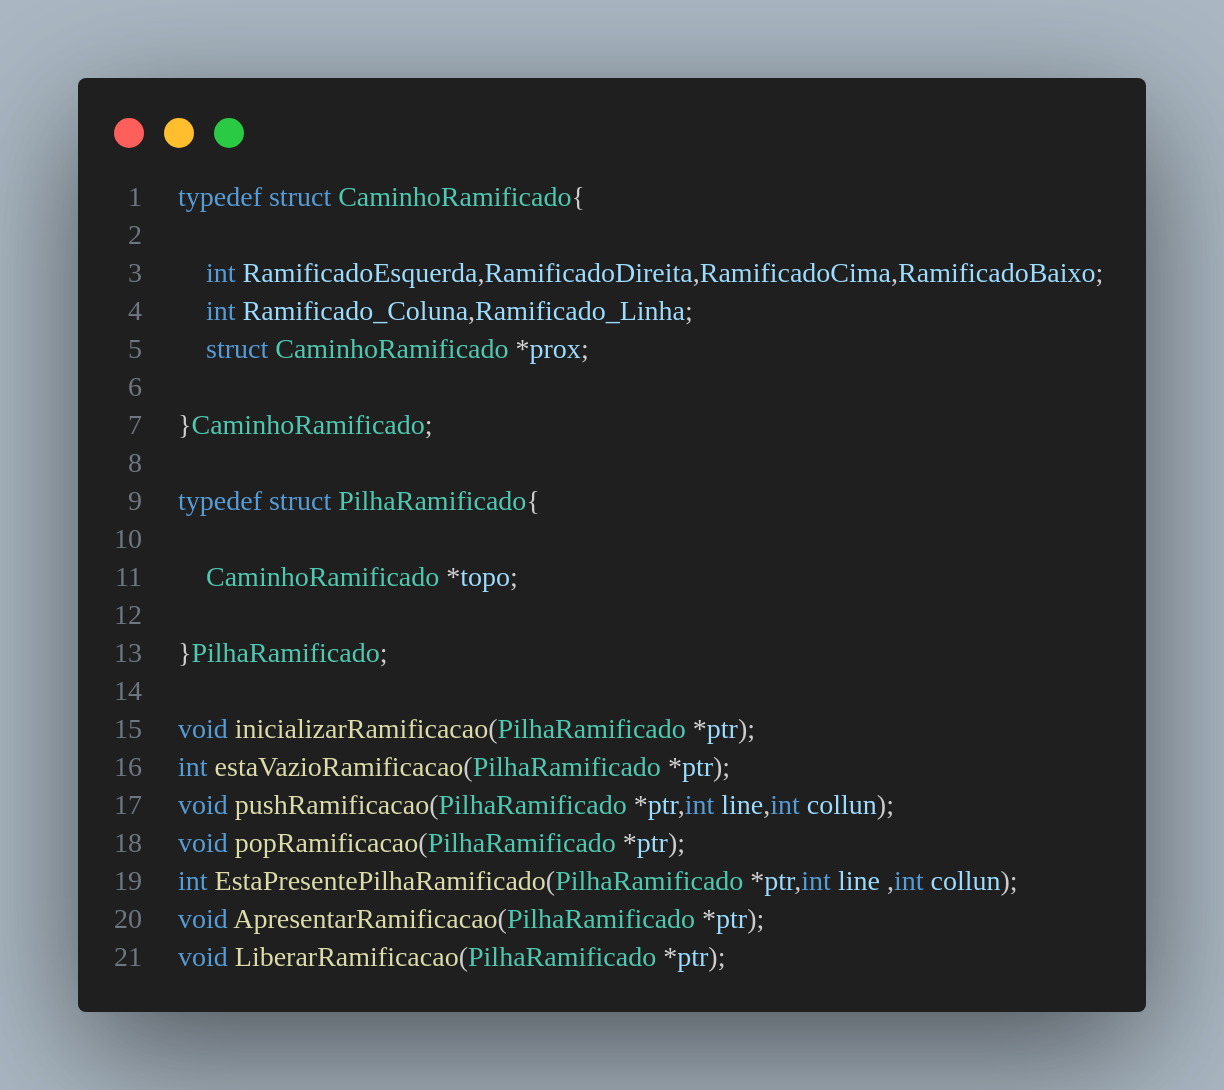 1 typedef struct CaminhoRamificado{
2
3     int RamificadoEsquerda,RamificadoDireita,RamificadoCima,RamificadoBaixo;
4     int Ramificado_Coluna,Ramificado_Linha;
5     struct CaminhoRamificado *prox;
6
7 }CaminhoRamificado;
8
9 typedef struct PilhaRamificado{
10
11     CaminhoRamificado *topo;
12
13 }PilhaRamificado;
14
15 void inicializarRamificacao(PilhaRamificado *ptr);
16 int estaVazioRamificacao(PilhaRamificado *ptr);
17 void pushRamificacao(PilhaRamificado *ptr,int line,int collun);
18 void popRamificacao(PilhaRamificado *ptr);
19 int EstaPresentePilhaRamificado(PilhaRamificado *ptr,int line ,int collun);
20 void ApresentarRamificacao(PilhaRamificado *ptr);
21 void LiberarRamificacao(PilhaRamificado *ptr);